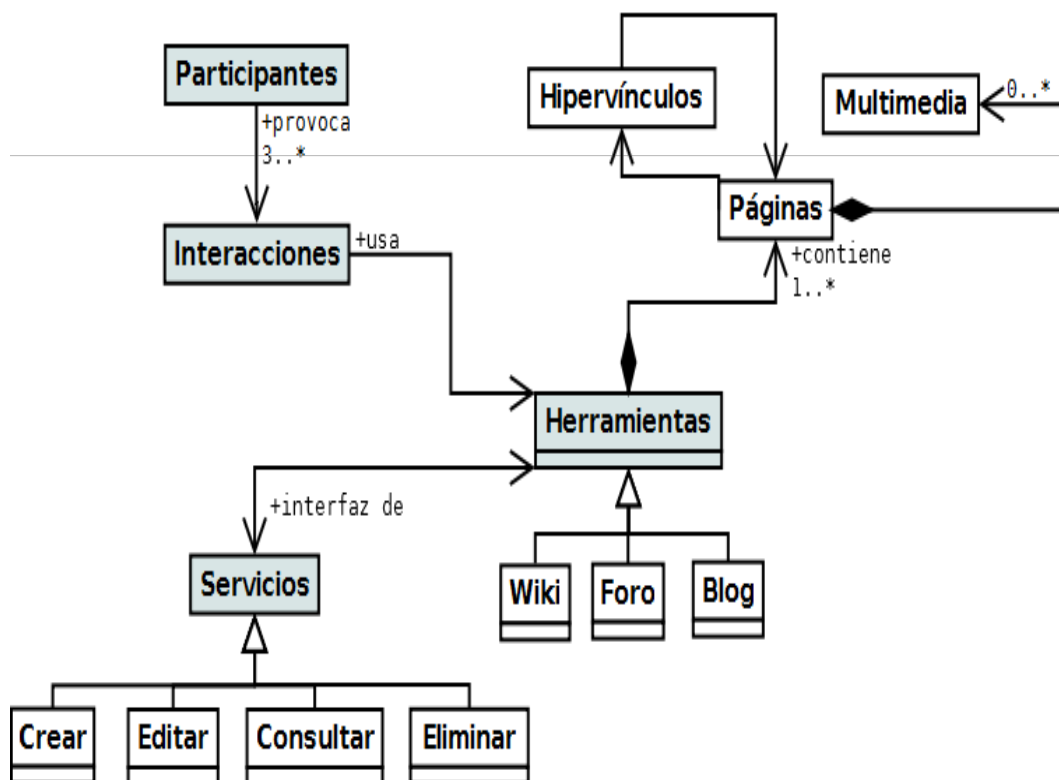 Participantes
+provoca
3..*
Hipervínculos
Multimedia
0..*
Páginas
+contiene
1..*
Interacciones
+usa
Herramientas
+interfaz de
Servicios
Wiki
Foro
Blog
Crear
Editar
Consultar
Eliminar